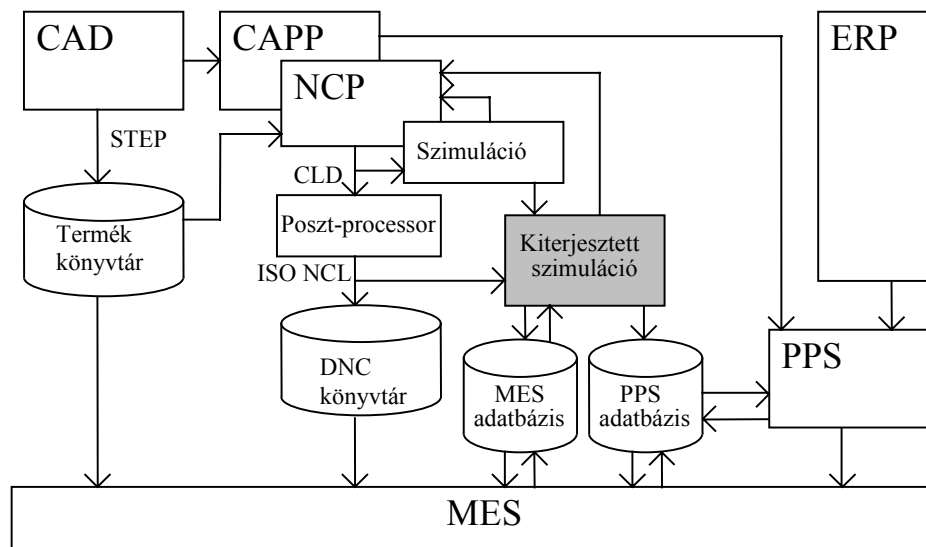 CAD
CAPP
ERP
NCP
STEP
Szimuláció
CLD
Termék
könyvtár
Poszt-processor
Kiterjesztett
szimuláció
ISO NCL
DNC
könyvtár
MES
adatbázis
PPS
adatbázis
PPS
MES